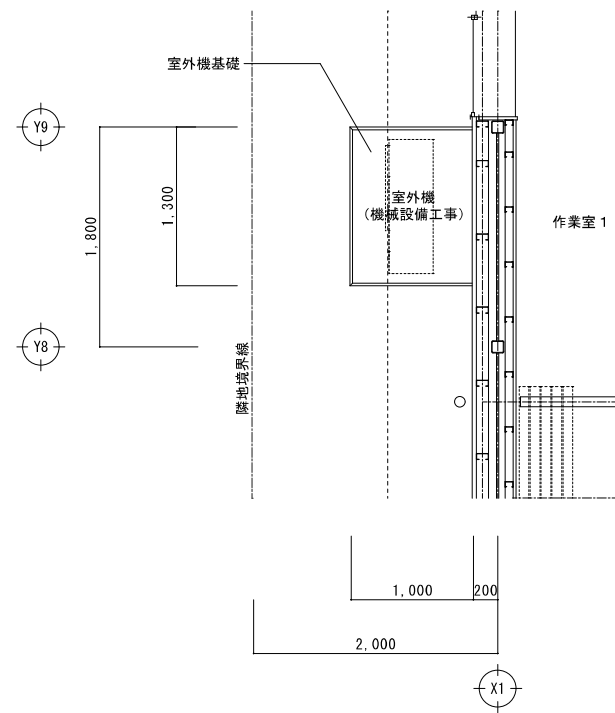 室外機基礎
Y9
1,300
1,800
室外機
(機械設備工事)
作業室1
Y8
隣地境界線
1,000
200
2,000
X1